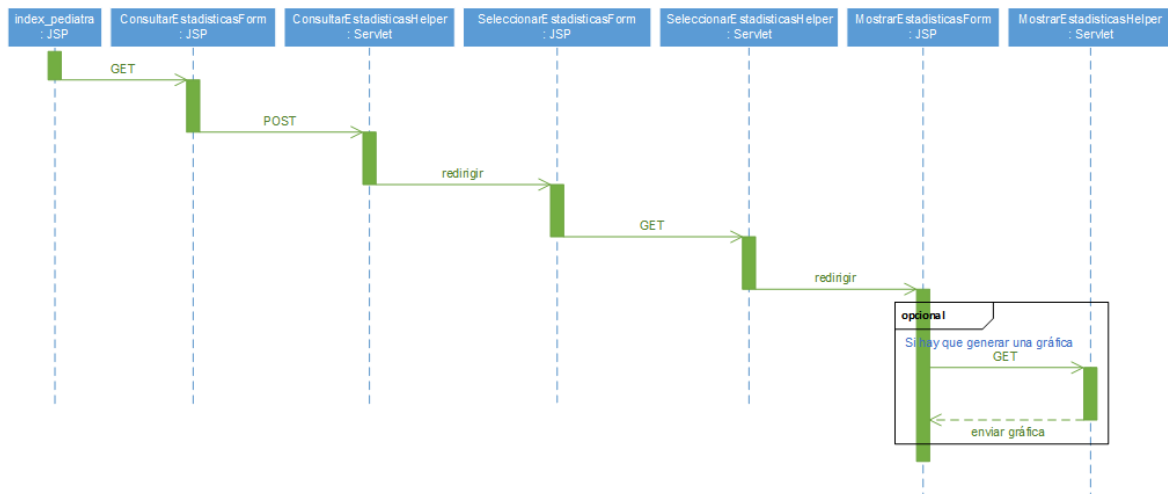 index_pediatra
: JSP
ConsultarEstadisticasForm
: JSP
ConsultarEstadisticasHelper
: Servlet
SeleccionarEstadisticasForm
: JSP
SeleccionarEstadisticasHelper
: Servlet
MostrarEstadisticasForm
: JSP
MostrarEstadisticasHelper
: Servlet
GET
POST
redirigir
GET
redirigir
opcional
Si hay que generar una gráfica
GET
enviar gráfica